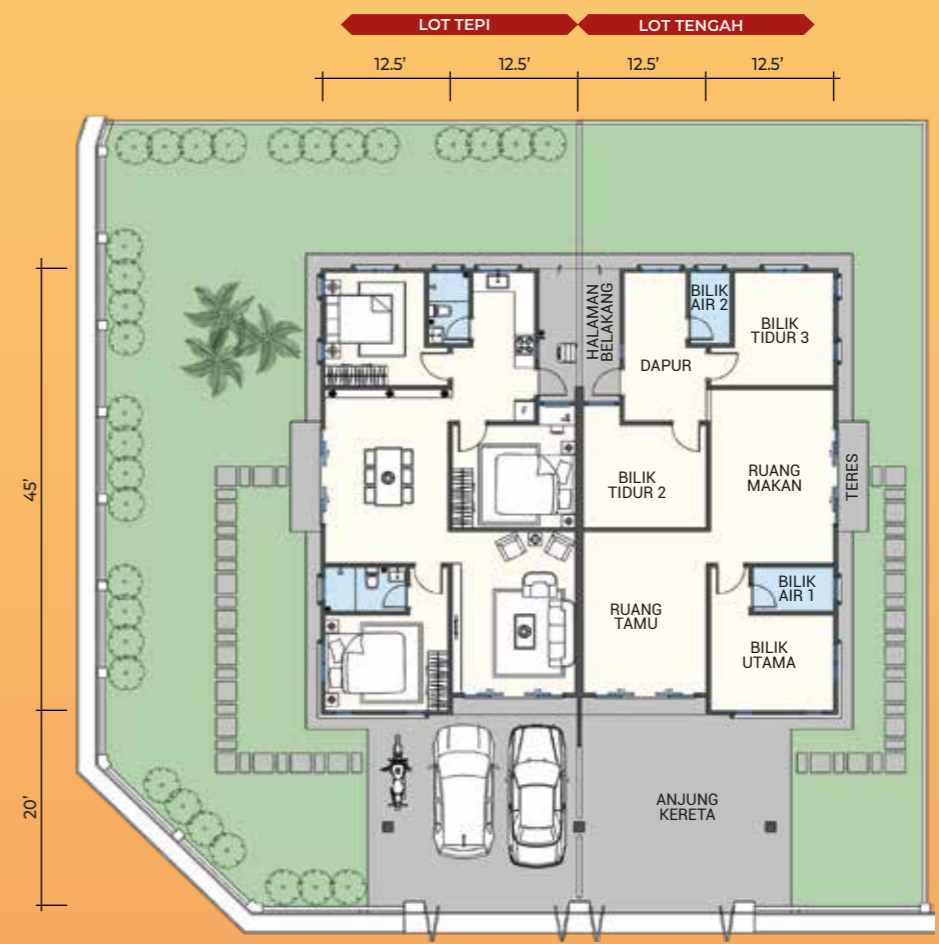 LOT TEPI
LOT TENGAH
12.5'
12.5'
12.5'
12.5'
HALAMAN
BELAKANG
BILIK
AIR 2
BILIK
TIDUR 3
DAPUR
45'
BILIK
TIDUR 2
RUANG
MAKAN
TERES
BILIK
AIR 1
RUANG
TAMU
BILIK
UTAMA
20'
ANJUNG
KERETA